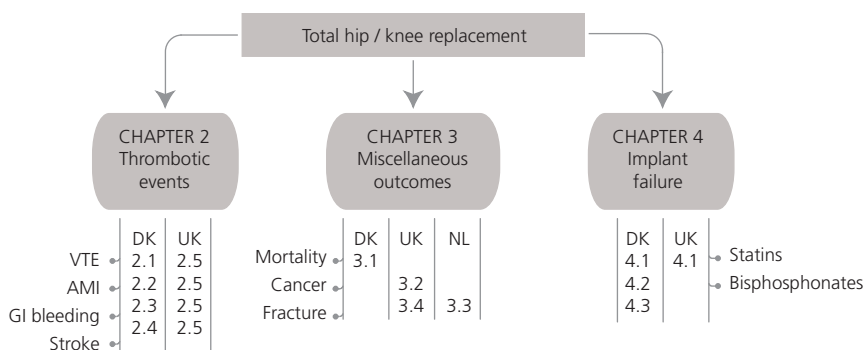 Total hip / knee replacement
CHAPTER 2
Thrombotic
events
CHAPTER 3
Miscellaneous
outcomes
CHAPTER 4
Implant
failure
DK UK
VTE 2.1 2.5
AMI 2.2 2.5
GI bleeding 2.3 2.5
Stroke 2.4 2.5
DK UK NL
Mortality 3.1
Cancer 3.2
Fracture 3.4 3.3
DK UK
4.1 4.1 Statins
4.2 Bisphosphonates
4.3